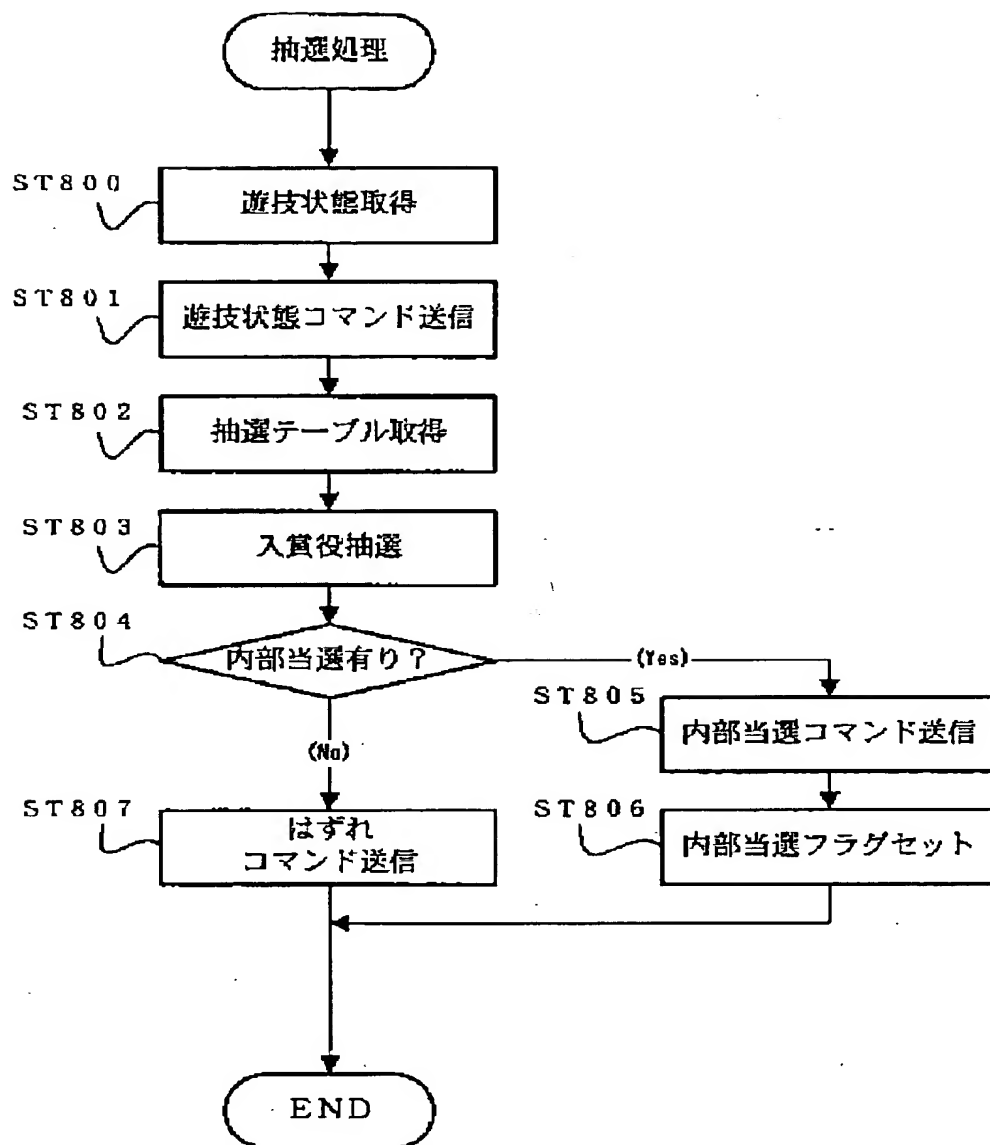 抽選処理
ST800
遊技状態取得
ST801
遊技状態コマンド送信
ST802
抽選テーブル取得
ST803
入賞役抽選
ST804
内部当選有り？
(Yes)
ST805
内部当選コマンド送信
(No)
ST806
内部当選フラグセット
ST807
はずれ
コマンド送信
END